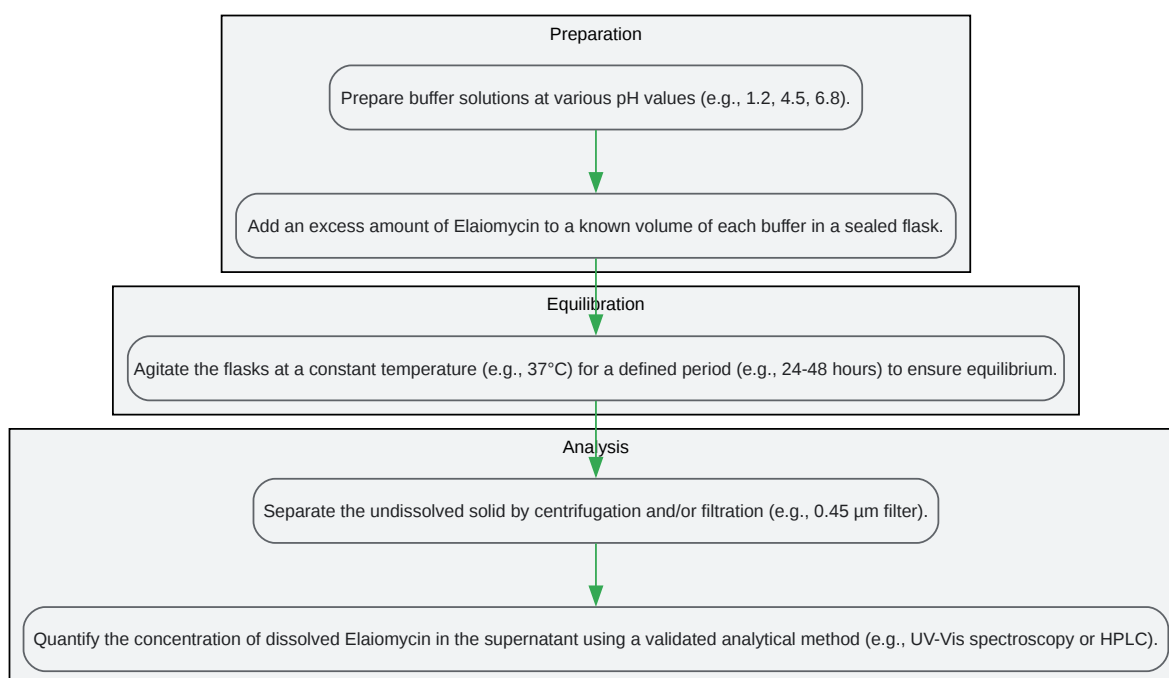 Preparation
Prepare buffer solutions at various pH values (e.g., 1.2, 4.5, 6.8).
Add an excess amount of Elaiomycin to a known volume of each buffer in a sealed flask.
Equilibration
Agitate the flasks at a constant temperature (e.g., 37°C) for a defined period (e.g., 24-48 hours) to ensure equilibrium.
Analysis
Separate the undissolved solid by centrifugation and/or filtration (e.g., 0.45 µm filter).
Quantify the concentration of dissolved Elaiomycin in the supernatant using a validated analytical method (e.g., UV-Vis spectroscopy or HPLC).